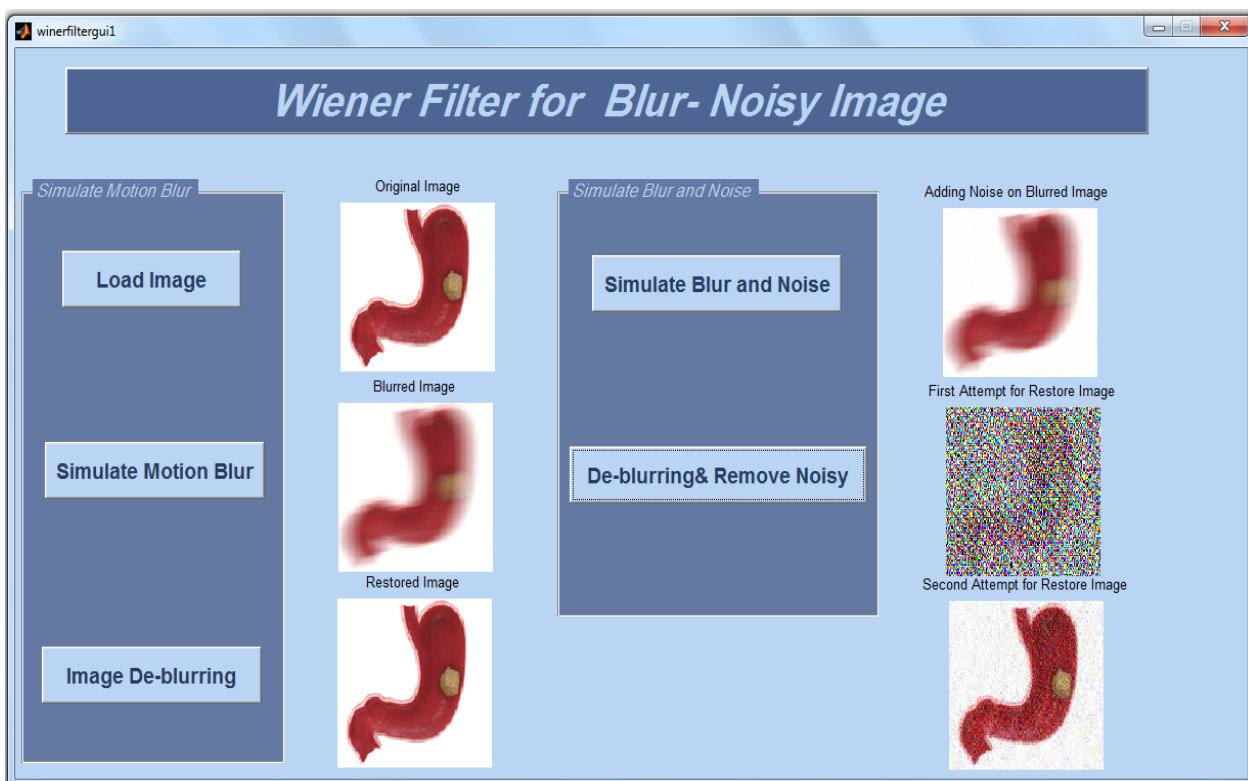 winerfiltergui1
Wiener Filter for Blur- Noisy Image
Simulate Motion Blur
Load Image
Simulate Motion Blur
Image De-blurring
Original Image
Blurred Image
Restored Image
Simulate Blur and Noise
Simulate Blur and Noise
De-blurring& Remove Noisy
Adding Noise on Blurred Image
First Attempt for Restore Image
Second Attempt for Restore Image